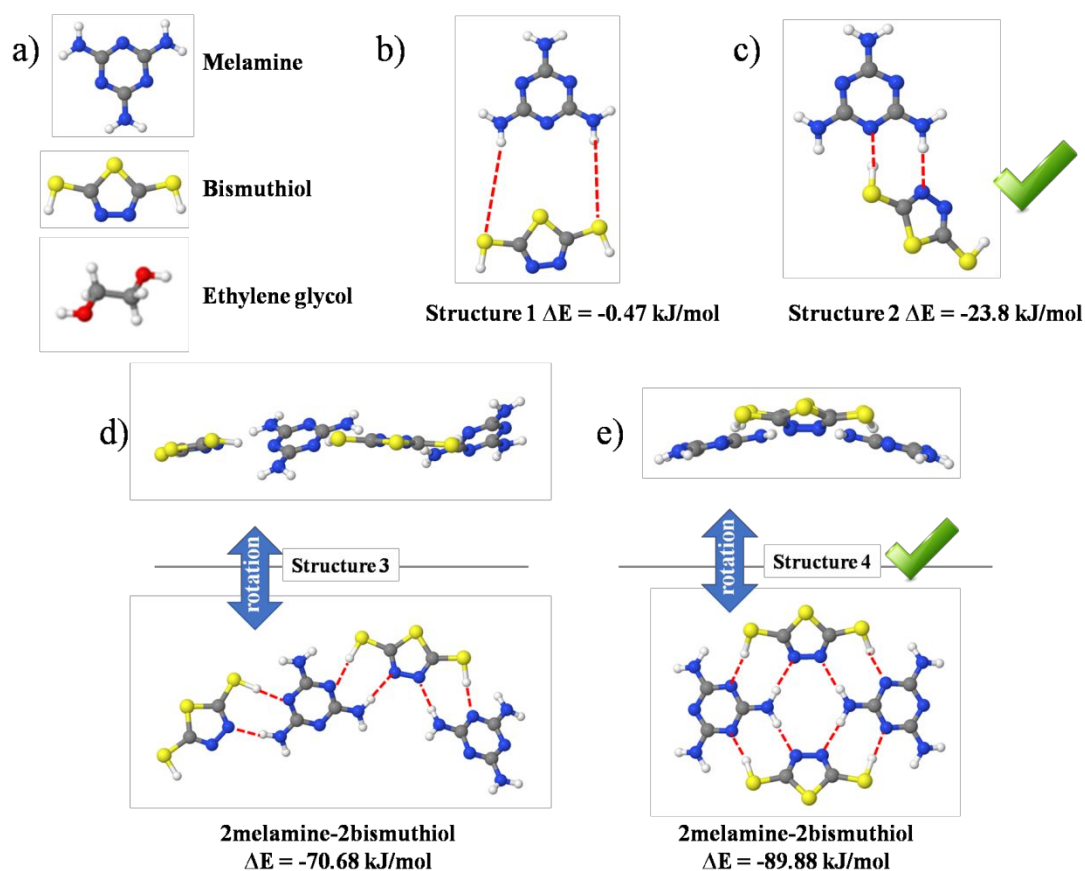 a)
Melamine
Bismuthiol
Ethylene glycol
b)
Structure 1 ΔE = -0.47 kJ/mol
c)
Structure 2 ΔE = -23.8 kJ/mol
d)
rotation
Structure 3
2melamine-2bismuthiol
ΔE = -70.68 kJ/mol
e)
rotation
Structure 4
2melamine-2bismuthiol
ΔE = -89.88 kJ/mol